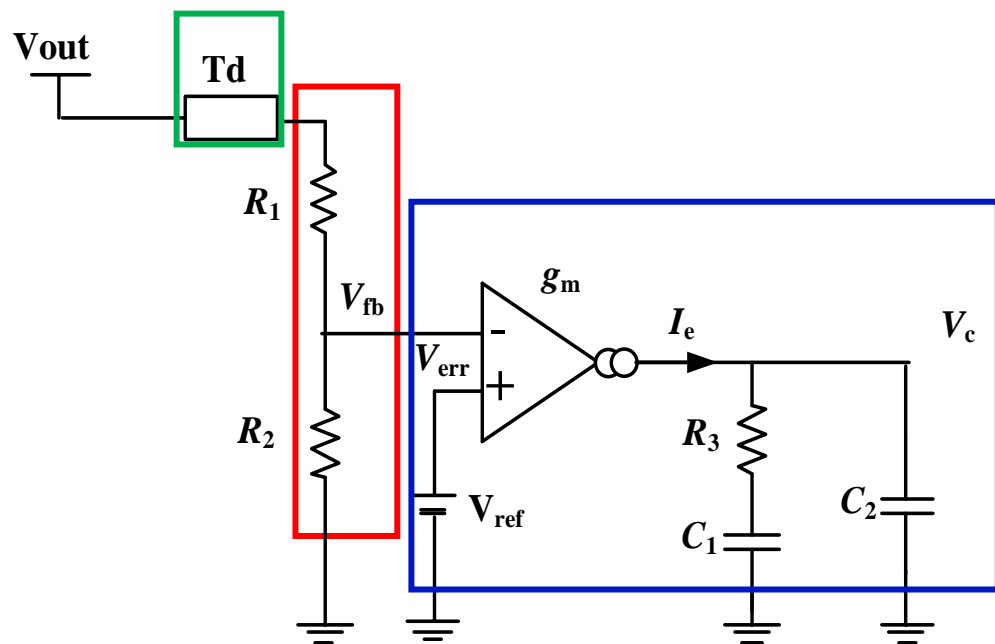 Vout
Td
R1
Vfb
gm
Ie
Vc
Verr
-
+
R2
R3
Vref
C1
C2